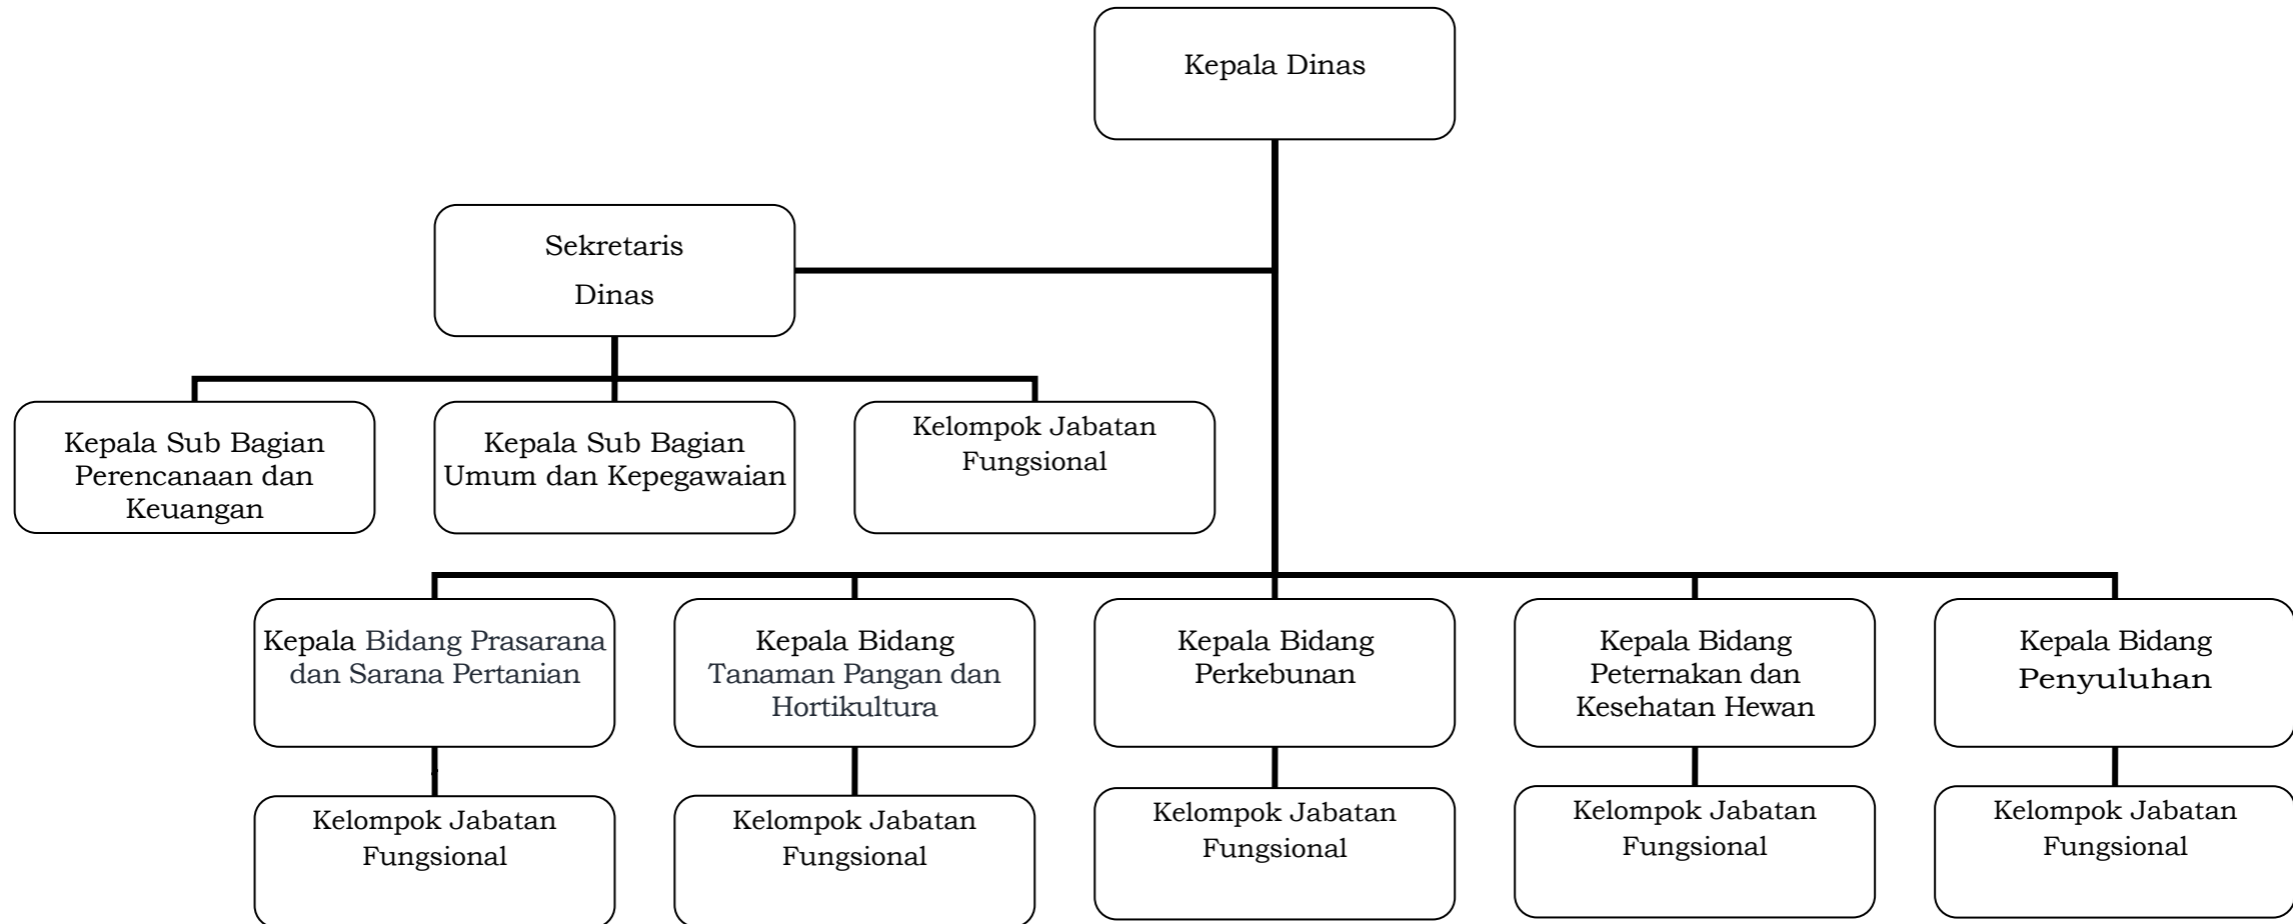 Kepala Dinas
Sekretaris
Dinas
Kepala Sub Bagian
Perencanaan dan
Keuangan
Kepala Sub Bagian
Umum dan Kepegawaian
Kelompok Jabatan
Fungsional
Kepala Bidang Prasarana
dan Sarana Pertanian
Kepala Bidang
Tanaman Pangan dan
Hortikultura
Kepala Bidang
Perkebunan
Kepala Bidang
Peternakan dan
Kesehatan Hewan
Kepala Bidang
Penyuluhan
Kelompok Jabatan
Fungsional
Kelompok Jabatan
Fungsional
Kelompok Jabatan
Fungsional
Kelompok Jabatan
Fungsional
Kelompok Jabatan
Fungsional